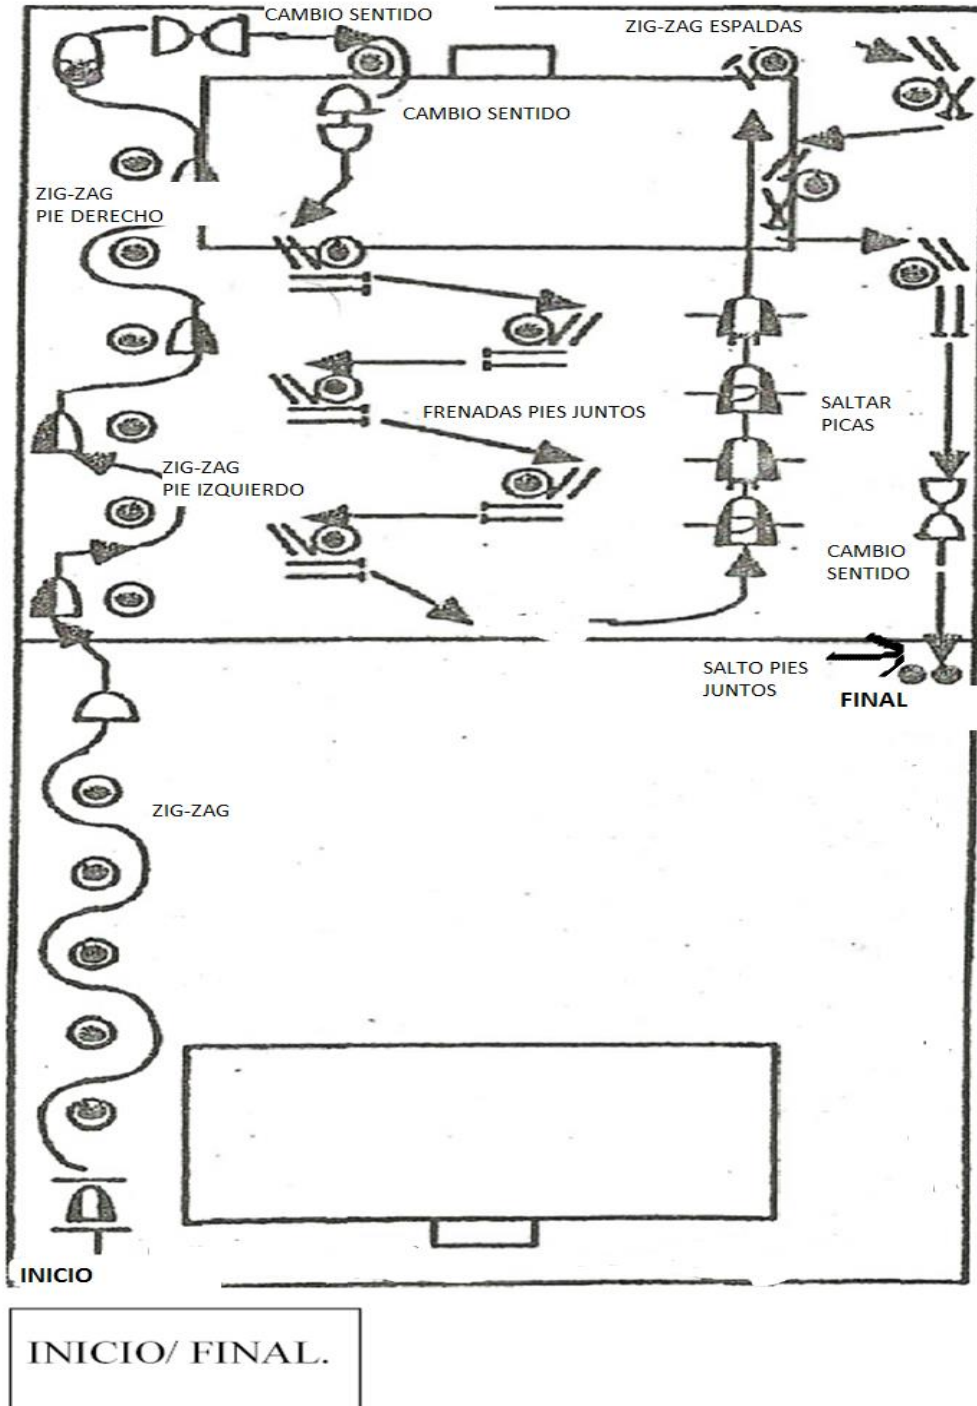 CAMBIO SENTIDO
ZIG-ZAG ESPALDAS
CAMBIO SENTIDO
ZIG-ZAG
PIE DERECHO
FRENADAS PIES JUNTOS
SALTAR
PICAS
ZIG-ZAG
PIE IZQUIERDO
CAMBIO
SENTIDO
SALTO PIES
JUNTOS
FINAL
ZIG-ZAG
INICIO
INICIO/ FINAL.